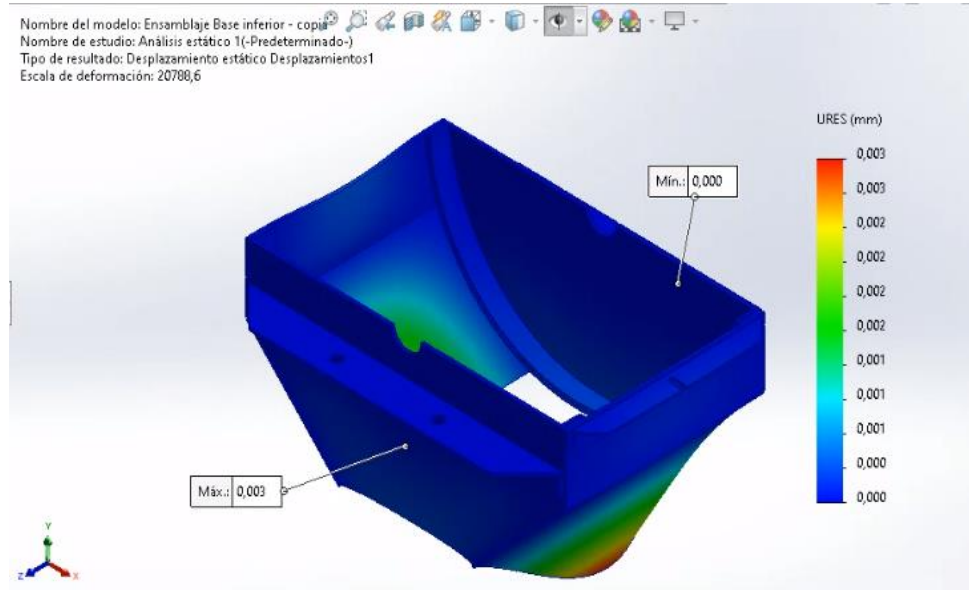 Nombre del modelo: Ensamblaje Base inferior - copia
Nombre de estudio: Análisis estático 1(-Predeterminado-)
Tipo de resultado: Desplazamiento estático Desplazamientos1
Escala de deformación: 20788,6
URES (mm)
0,003
0,003
0,002
0,002
0,002
0,002
0,001
0,001
0,001
0,000
0,000
Mín.: 0,000
Máx.: 0,003
Y
Z
X